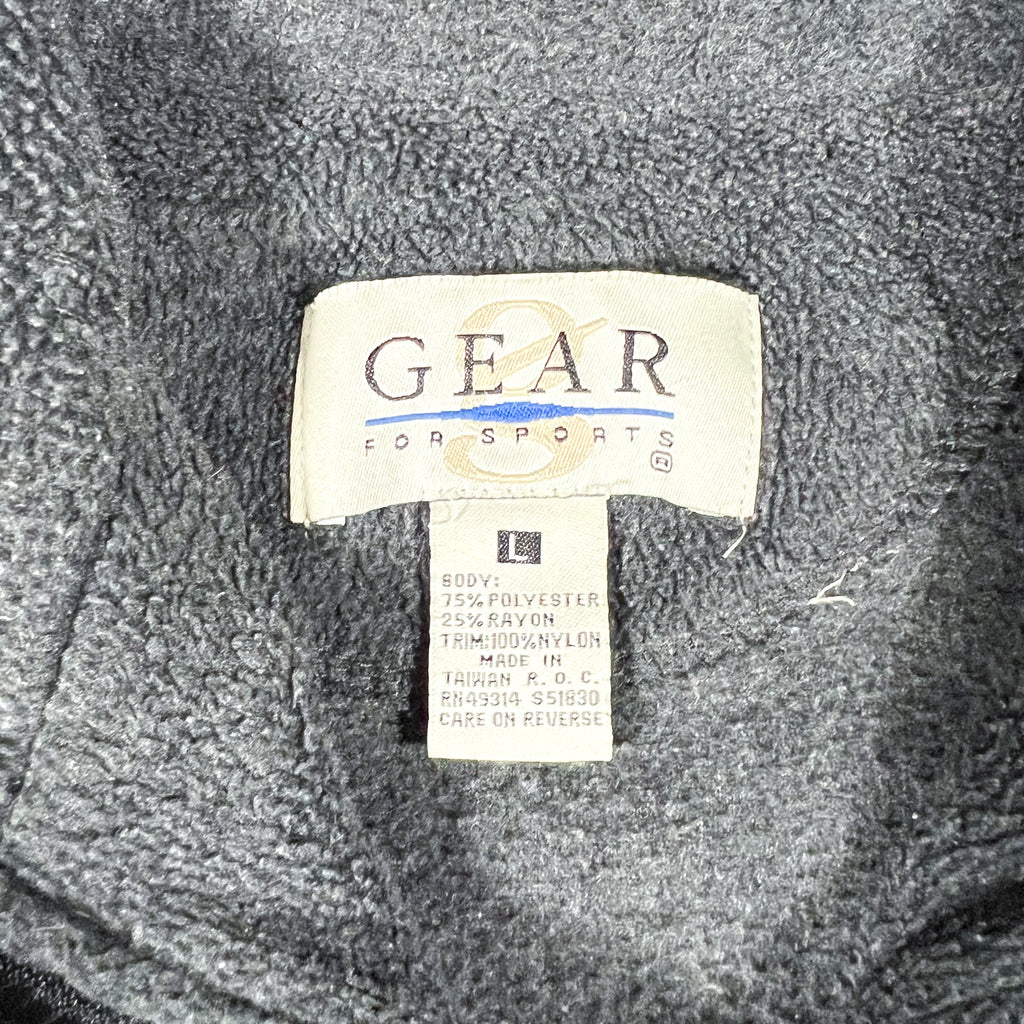 GEAR
FOR SPORTS
®
L
BODY:
75% POLYESTER
25% RAYON
TRIM:100% NYLON
MADE IN
TAIWAN R. O. C.
RN49314 S51830
CARE ON REVERSE